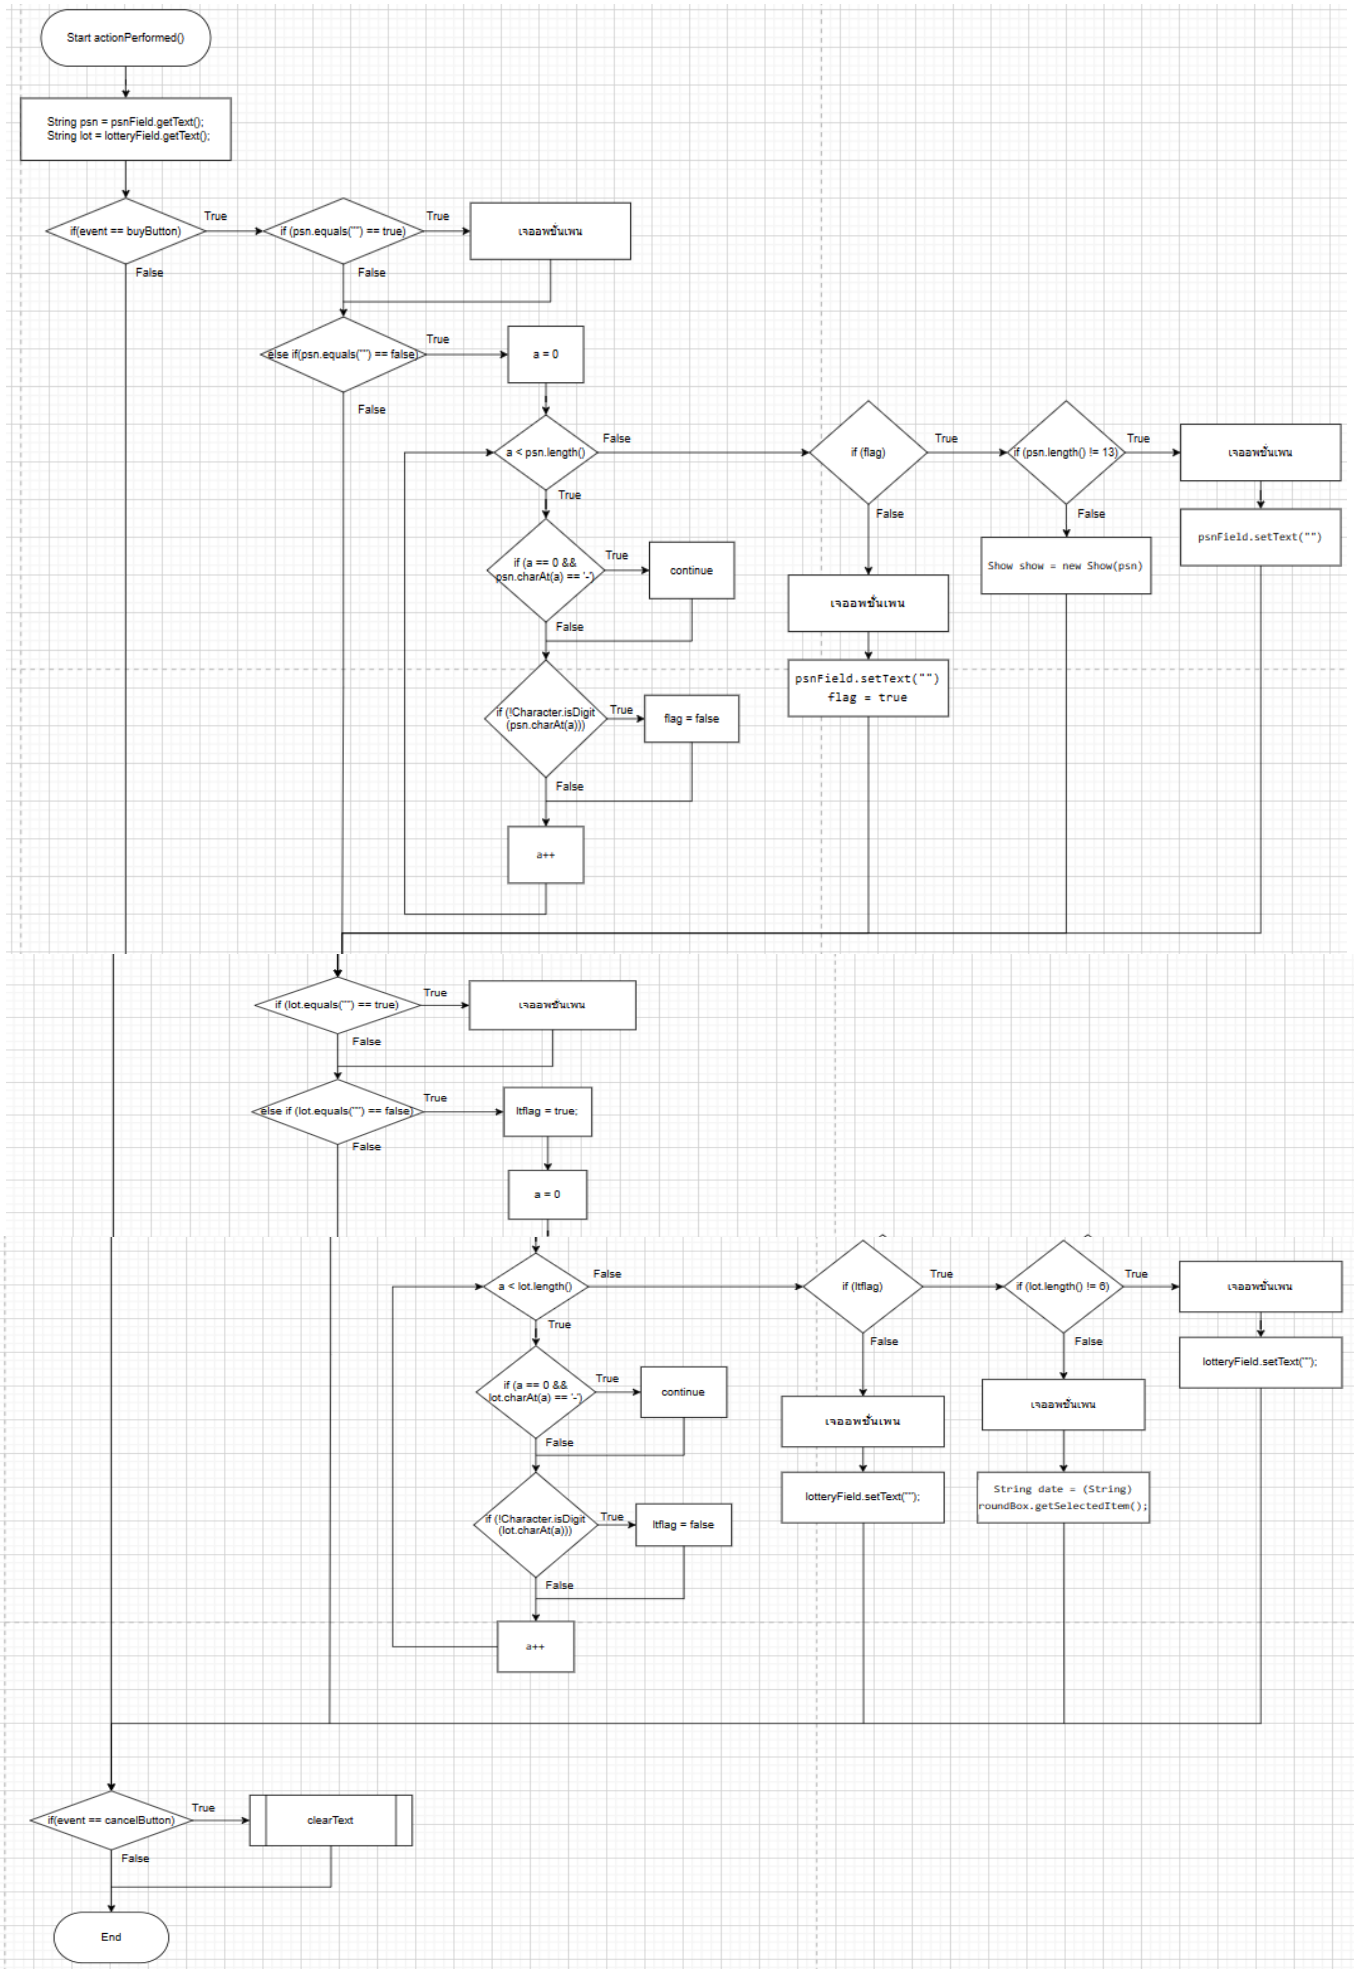 Start actionPerformed()
String psn = psnField.getText();
String lot = lotteryField.getText();
if(event == buyButton)
True
False
if (psn.equals("") == true)
True
False
เจออพชั่นเพน
else if(psn.equals("") == false)
True
False
a = 0
a < psn.length()
False
True
if (flag)
True
False
if (psn.length() != 13)
True
False
เจออพชั่นเพน
psnField.setText("")
Show show = new Show(psn)
if (a == 0 &&
psn.charAt(a) == '-')
True
False
continue
เจออพชั่นเพน
psnField.setText("")
flag = true
if (!Character.isDigit
(psn.charAt(a)))
True
False
flag = false
a++
if (lot.equals("") == true)
True
False
เจออพชั่นเพน
else if (lot.equals("") == false)
True
False
ltflag = true;
a = 0
a < lot.length()
False
True
if (ltflag)
True
False
if (lot.length() != 6)
True
False
เจออพชั่นเพน
lotteryField.setText("");
if (a == 0 &&
lot.charAt(a) == '-')
True
False
continue
เจออพชั่นเพน
lotteryField.setText("");
เจออพชั่นเพน
String date = (String)
roundBox.getSelectedItem();
if (!Character.isDigit
(lot.charAt(a)))
True
False
ltflag = false
a++
if(event == cancelButton)
True
False
clearText
End